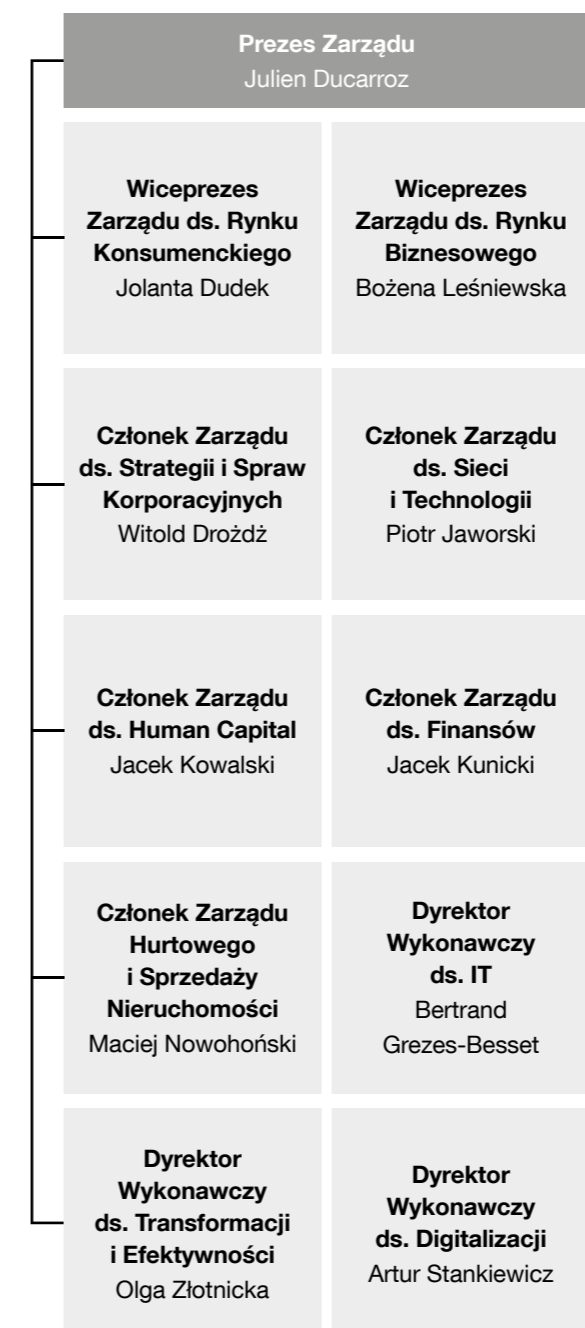 Prezes Zarządu
Julien Ducarroz
Wiceprezes
Zarządu ds. Rynku
Konsumenckiego
Jolanta Dudek
Wiceprezes
Zarządu ds. Rynku
Biznesowego
Bożena Leśniewska
Członek Zarządu
ds. Strategii i Spraw
Korporacyjnych
Witold Drożdż
Członek Zarządu
ds. Sieci
i Technologii
Piotr Jaworski
Członek Zarządu
ds. Human Capital
Jacek Kowalski
Członek Zarządu
ds. Finansów
Jacek Kunicki
Członek Zarządu
Hurtowego
i Sprzedaży
Nieruchomości
Maciej Nowohoński
Dyrektor
Wykonawczy
ds. IT
Bertrand
Grezes-Besset
Dyrektor
Wykonawczy
ds. Transformacji
i Efektywności
Olga Złotnicka
Dyrektor
Wykonawczy
ds. Digitalizacji
Artur Stankiewicz